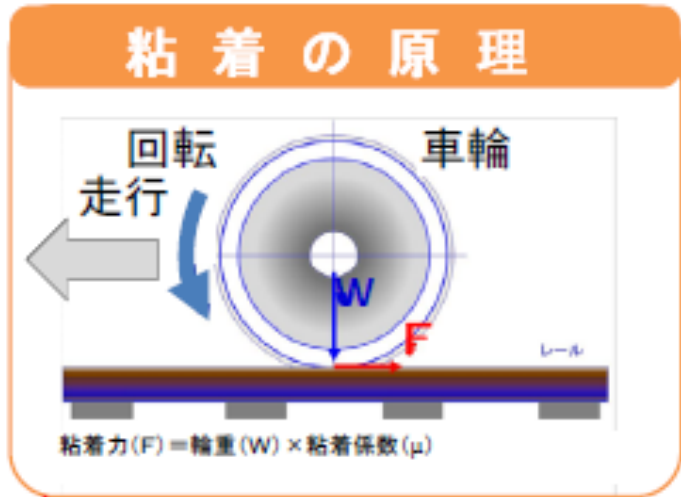 粘着の原理
回転
車輪
走行
W
F
レール
粘着力(F)=輪重(W)×粘着係数(μ)